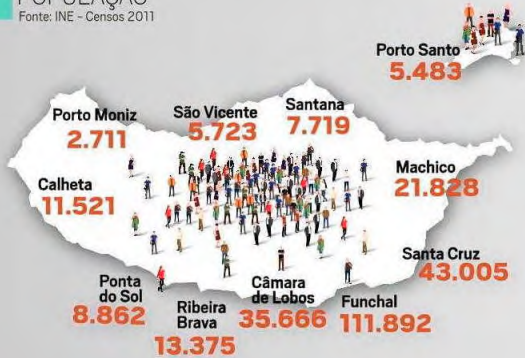 POPULAÇÃO
Fonte: INE - Censos 2011
Porto Santo
5.483
Porto Moniz
2.711
São Vicente
5.723
Santana
7.719
Calheta
11.521
Machico
21.828
Santa Cruz
43.005
Ponta
do Sol
8.862
Ribeira
Brava
13.375
Câmara
de Lobos
35.666
Funchal
111.892